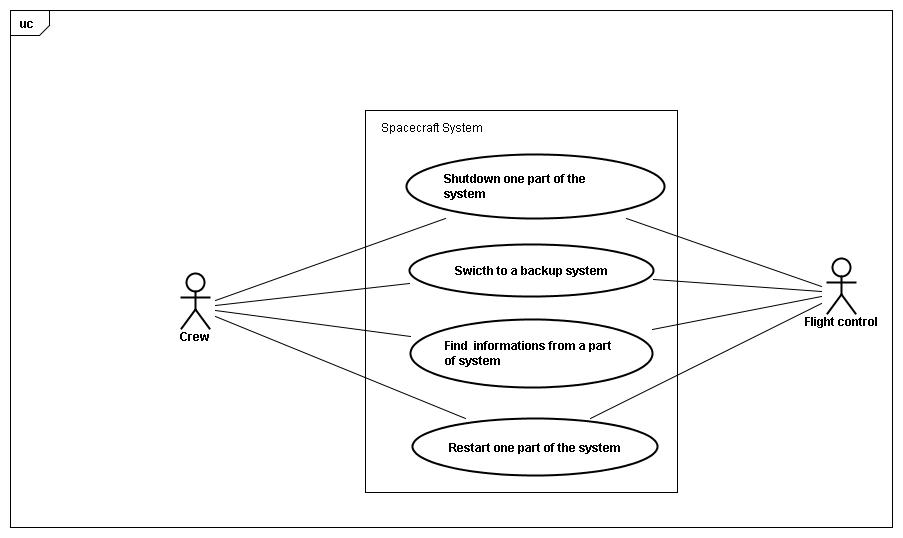 uc
Spacecraft System
Shutdown one part of the
system
Swicth to a backup system
Find informations from a part
of system
Restart one part of the system
Crew
Flight control